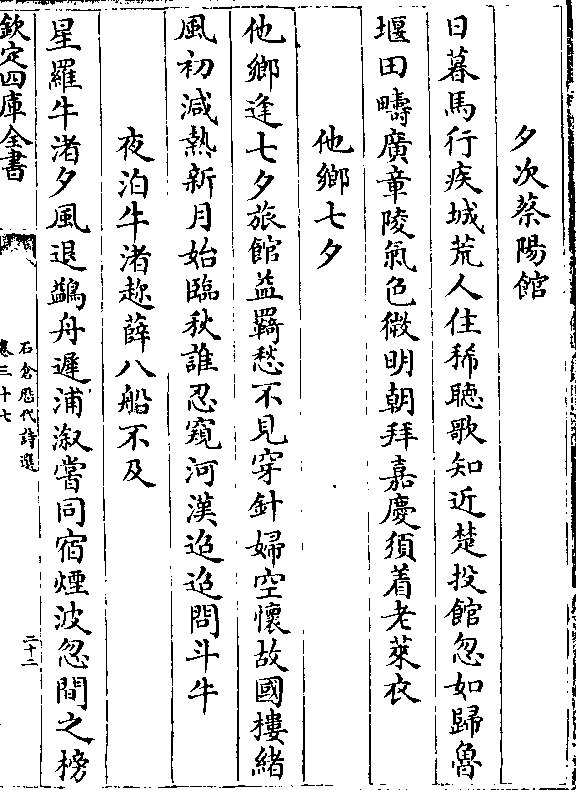 夕次蔡陽館
日暮馬行疾城荒人住稀聽歌知近楚投館忽如歸魯
堰田疇廣章陵氣色微明朝拜嘉慶須着老萊衣
他鄉七夕
他鄉逢七夕旅館益羈愁不見穿針婦空懷故國樓緒
風初減熱新月始臨秋誰忍窺河漢迢迢問斗牛
夜泊牛渚趂薛八船不及
星羅牛渚夕風退鷁舟遲浦漵嘗同宿煙波忽間之榜
欽定四庫全書
石倉歷代詩選
卷三十七
二十二